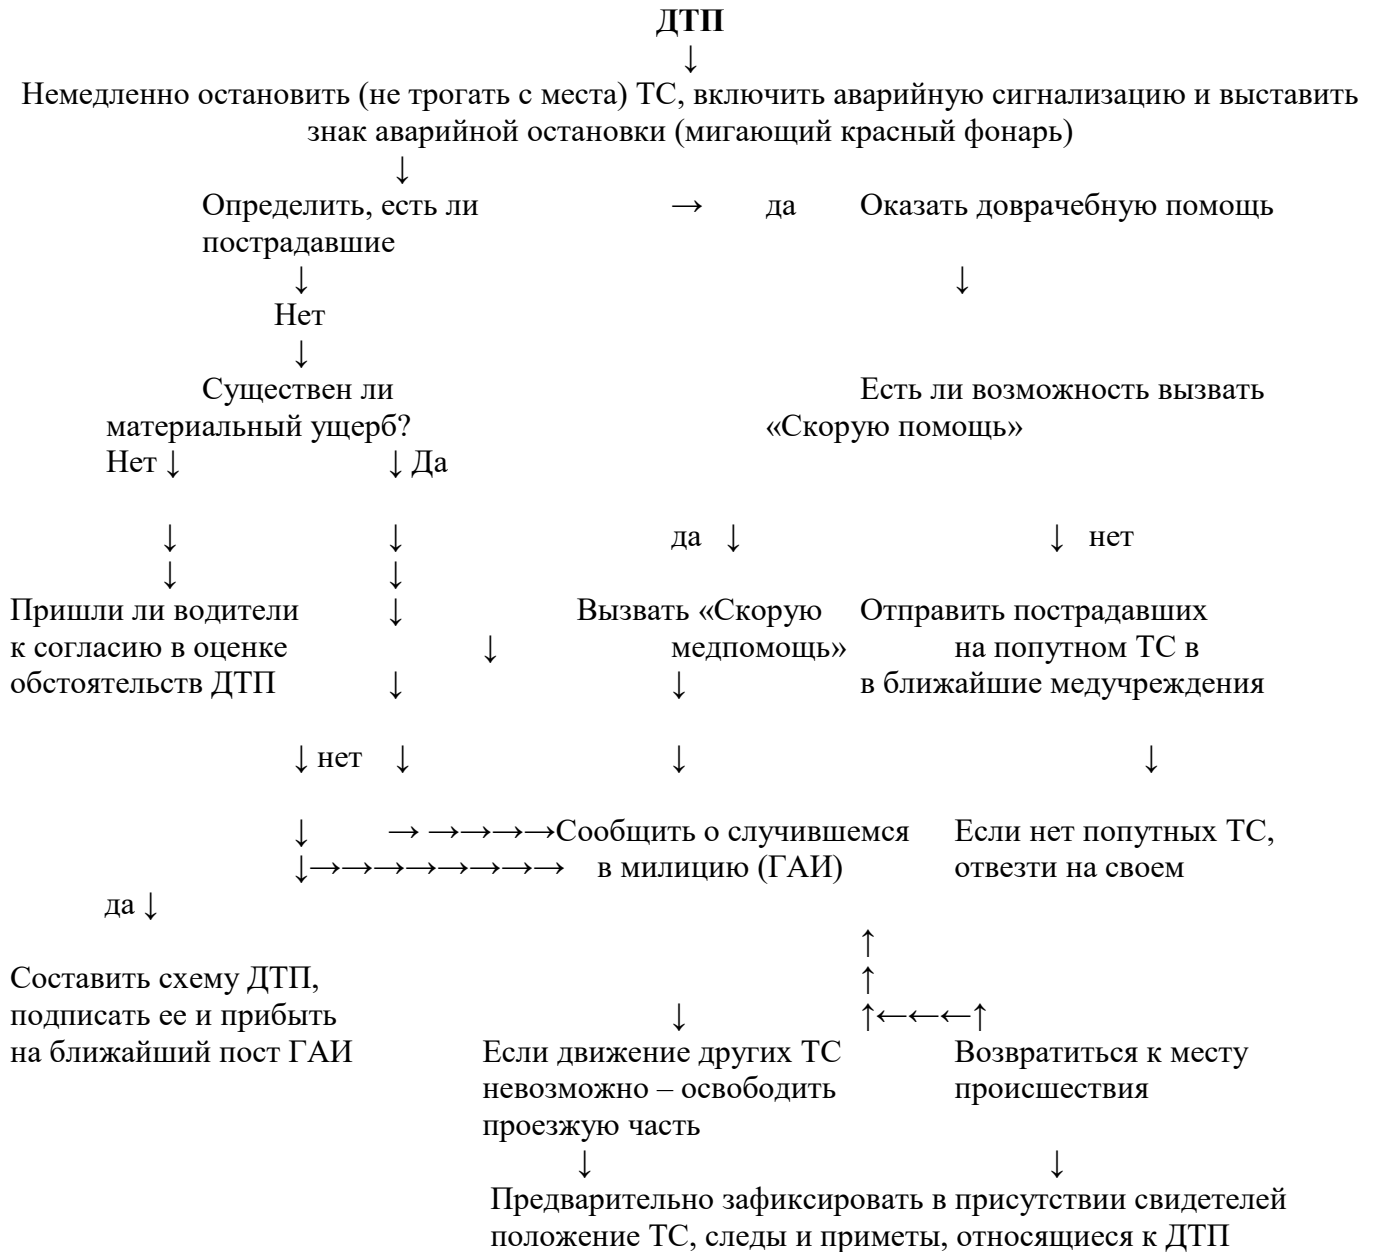 ДТП
↓
Немедленно остановить (не трогать с места) ТС, включить аварийную сигнализацию и выставить
знак аварийной остановки (мигающий красный фонарь)
↓
Определить, есть ли → да Оказать доврачебную помощь
пострадавшие
↓ ↓
Нет
↓
Существен ли Есть ли возможность вызвать
материальный ущерб? «Скорую помощь»
Нет ↓ ↓ Да
↓ ↓ да ↓ ↓ нет
↓ ↓
Пришли ли водители ↓ Вызвать «Скорую Отправить пострадавших
к согласию в оценке ↓ медпомощь» на попутном ТС в
обстоятельств ДТП ↓ ↓ в ближайшие медучреждения
↓ нет ↓ ↓ ↓
↓ → →→→→Сообщить о случившемся Если нет попутных ТС,
↓→→→→→→→→ в милицию (ГАИ) отвезти на своем
да ↓
↑
Составить схему ДТП, ↑
подписать ее и прибыть ↓ ↑←←←↑
на ближайший пост ГАИ Если движение других ТС Возвратиться к месту
невозможно – освободить происшествия
проезжую часть
↓ ↓
Предварительно зафиксировать в присутствии свидетелей
положение ТС, следы и приметы, относящиеся к ДТП